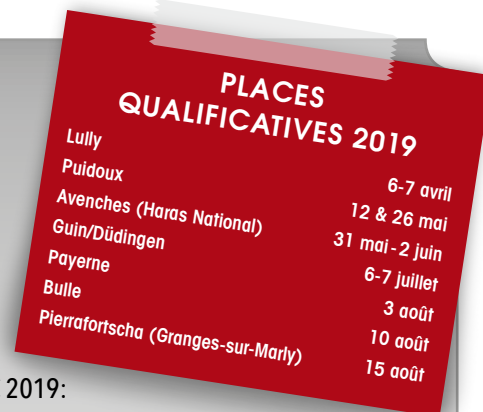 PLACES
QUALIFICATIVES 2019
Lully 6-7 avril
Puidoux 12 & 26 mai
Avenches (Haras National) 31 mai - 2 juin
Guin/Düdingen 6-7 juillet
Payerne 3 août
Bulle 10 août
Pierrafortscha (Granges-sur-Marly) 15 août
2019: